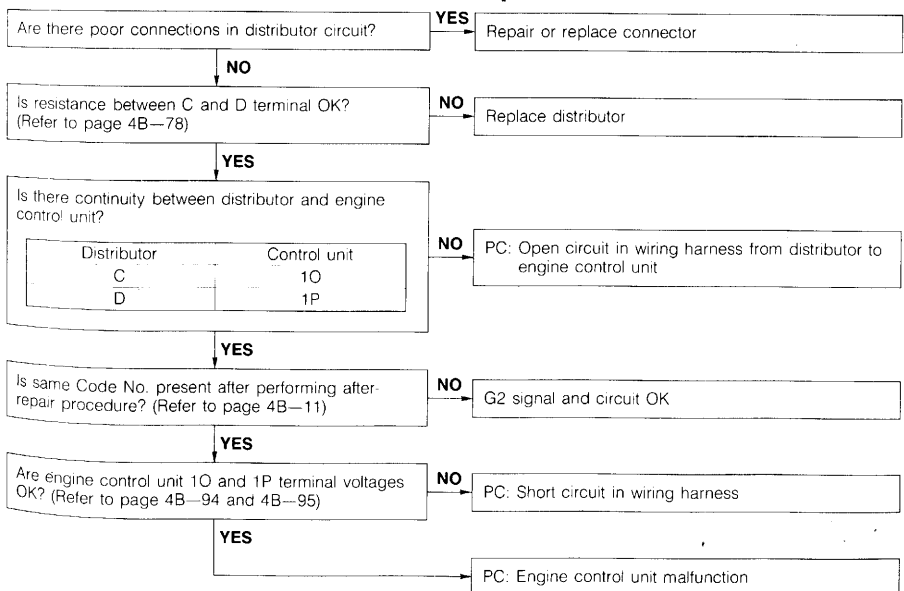 Are there poor connections in distributor circuit?
YES
Repair or replace connector
NO
Is resistance between C and D terminal OK?
(Refer to page 4B—78)
NO
Replace distributor
YES
Is there continuity between distributor and engine
control unit?
Distributor Control unit
C 1O
D 1P
NO
PC: Open circuit in wiring harness from distributor to
engine control unit
YES
Is same Code No. present after performing after-
repair procedure? (Refer to page 4B—11)
NO
G2 signal and circuit OK
YES
Are engine control unit 1O and 1P terminal voltages
OK? (Refer to page 4B—94 and 4B—95)
NO
PC: Short circuit in wiring harness
YES
PC: Engine control unit malfunction